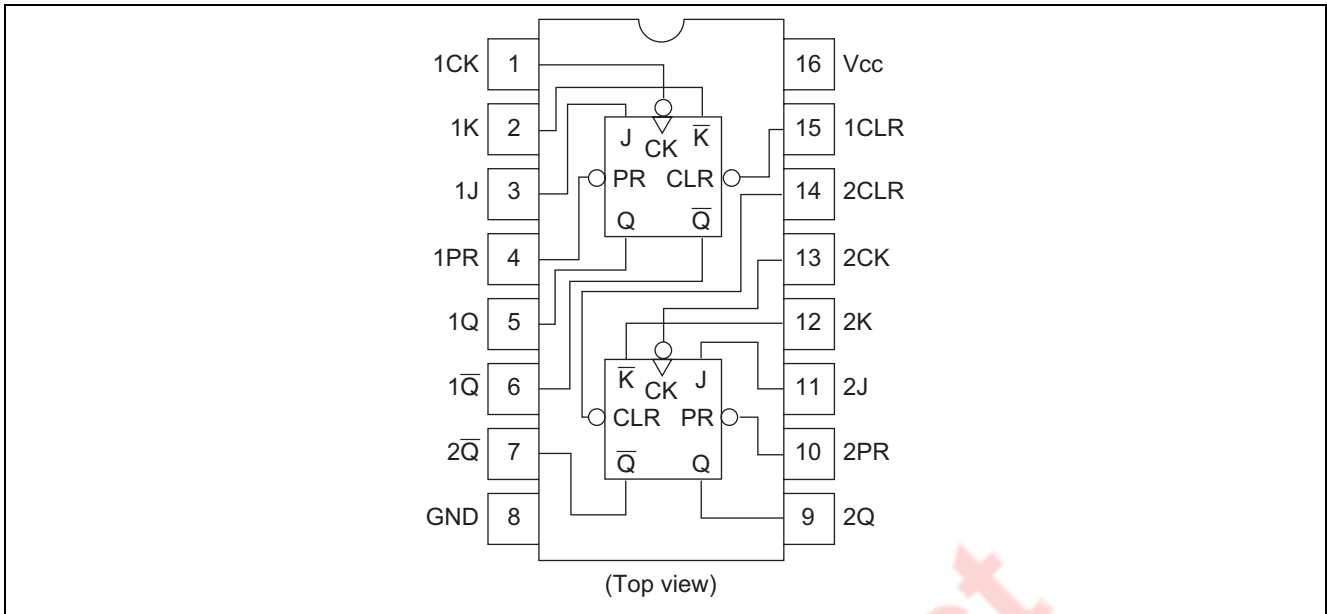 1CK 1
1K 2
1J 3
1PR 4
1Q 5
1Q̅ 6
2Q̅ 7
GND 8
16 Vcc
15 1CLR
14 2CLR
13 2CK
12 2K
11 2J
10 2PR
9 2Q
J CK K̅
PR CLR
Q Q̅
K̅ CK J
CLR PR
Q̅ Q
(Top view)